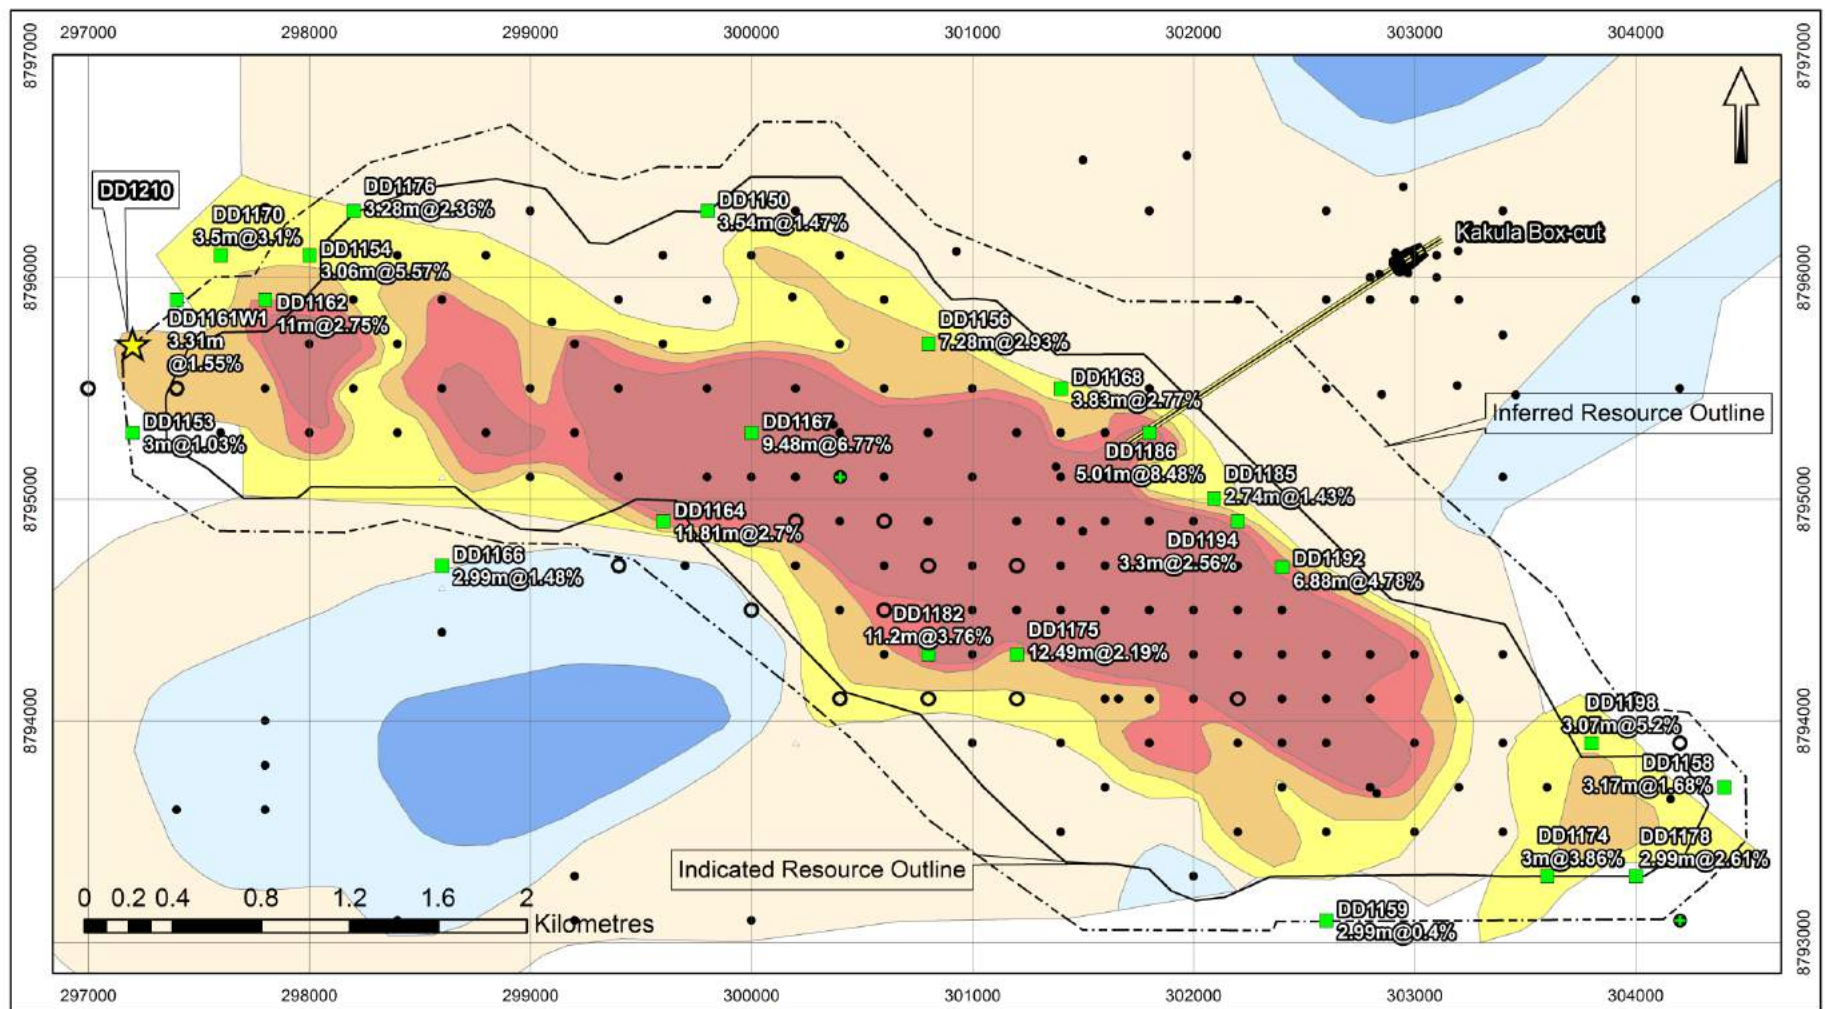 297000 298000 299000 300000 301000 302000 303000 304000
8797000
8797000
DD1210
DD1176
3.28m@2.36%
DD1150
3.54m@1.47%
DD1170
3.5m@3.1%
Kakula Box-cut
DD1154
3.06m@5.57%
8796000
8796000
DD1162
11m@2.75%
DD1161W1
3.31m
@1.55%
DD1156
7.28m@2.93%
DD1168
3.83m@2.77%
Inferred Resource Outline
DD1153
3m@1.03%
DD1167
9.48m@6.77%
DD1186
5.01m@8.48%
DD1185
2.74m@1.43%
8795000
8795000
DD1164
11.81m@2.7%
DD1194
3.3m@2.56%
DD1166
2.99m@1.48%
DD1192
6.88m@4.78%
DD1182
11.2m@3.76%
DD1175
12.49m@2.19%
8794000
8794000
DD1198
3.07m@5.2%
DD1158
3.17m@1.68%
DD1174
3m@3.86%
DD1178
2.99m@2.61%
Indicated Resource Outline
0 0.2 0.4 0.8 1.2 1.6 2
Kilometres
DD1159
2.99m@0.4%
8793000
8793000
297000 298000 299000 300000 301000 302000 303000 304000